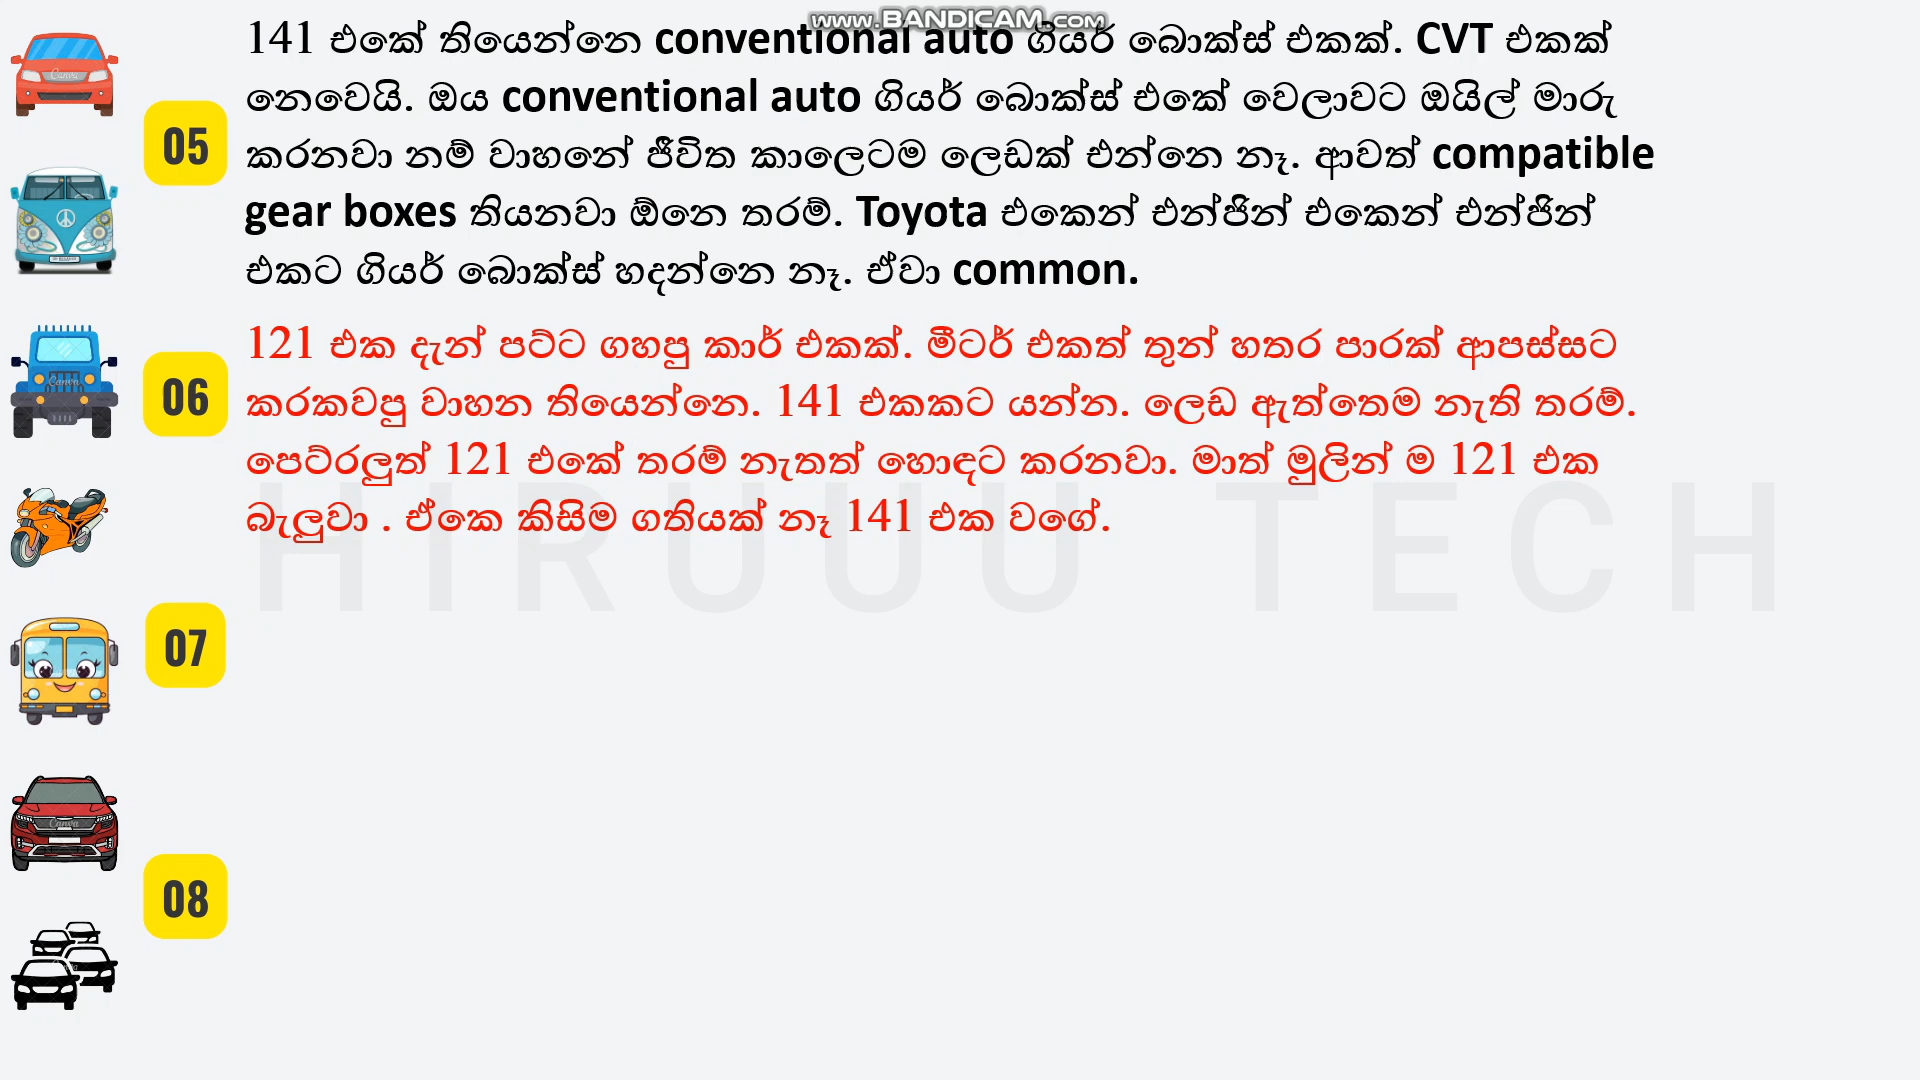 www.BANDICAM.com
141 එකේ තියෙන්නෙ conventional auto ගියර් බොක්ස් එකක්. CVT එකක්
නෙවෙයි. ඔය conventional auto ගියර් බොක්ස් එකේ වෙලාවට ඔයිල් මාරු
05
කරනවා නම් වාහනේ ජීවිත කාලෙටම ලෙඩක් එන්නෙ නෑ. ආවත් compatible
gear boxes තියනවා ඕනෙ තරම්. Toyota එකෙන් එන්ජින් එකෙන් එන්ජින්
එකට ගියර් බොක්ස් හදන්නෙ නෑ. ඒවා common.
121 එක දැන් පට්ට ගහපු කාර් එකක්. මීටර් එකත් තුන් හතර පාරක් ආපස්සට
06
කරකවපු වාහන තියෙන්නෙ. 141 එකකට යන්න. ලෙඩ ඇත්තෙම නැති තරම්.
පෙට්රලුත් 121 එකේ තරම් නැතත් හොඳට කරනවා. මාත් මුලින් ම 121 එක
බැලුවා . ඒකෙ කිසිම ගතියක් නෑ 141 එක වගේ.
HIRUUU TECH
07
08
Canva
Canva
Canva